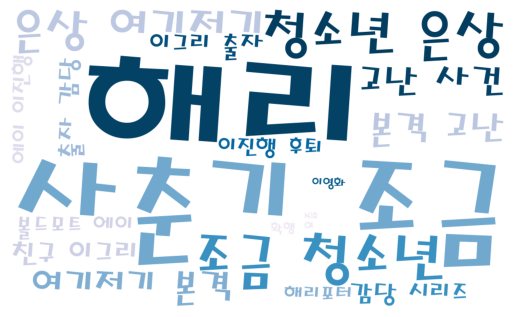 은상 여기저기
이그리 출자
청소년 은상
에이 이진행
출자 감당
해리
고난 사건
본격 고난
이진행 후퇴
사춘기 조금
이영화
볼드모트 에이
악행
친구 이그리
조금 청소년
여기저기 본격
해리포터
감당 시리즈